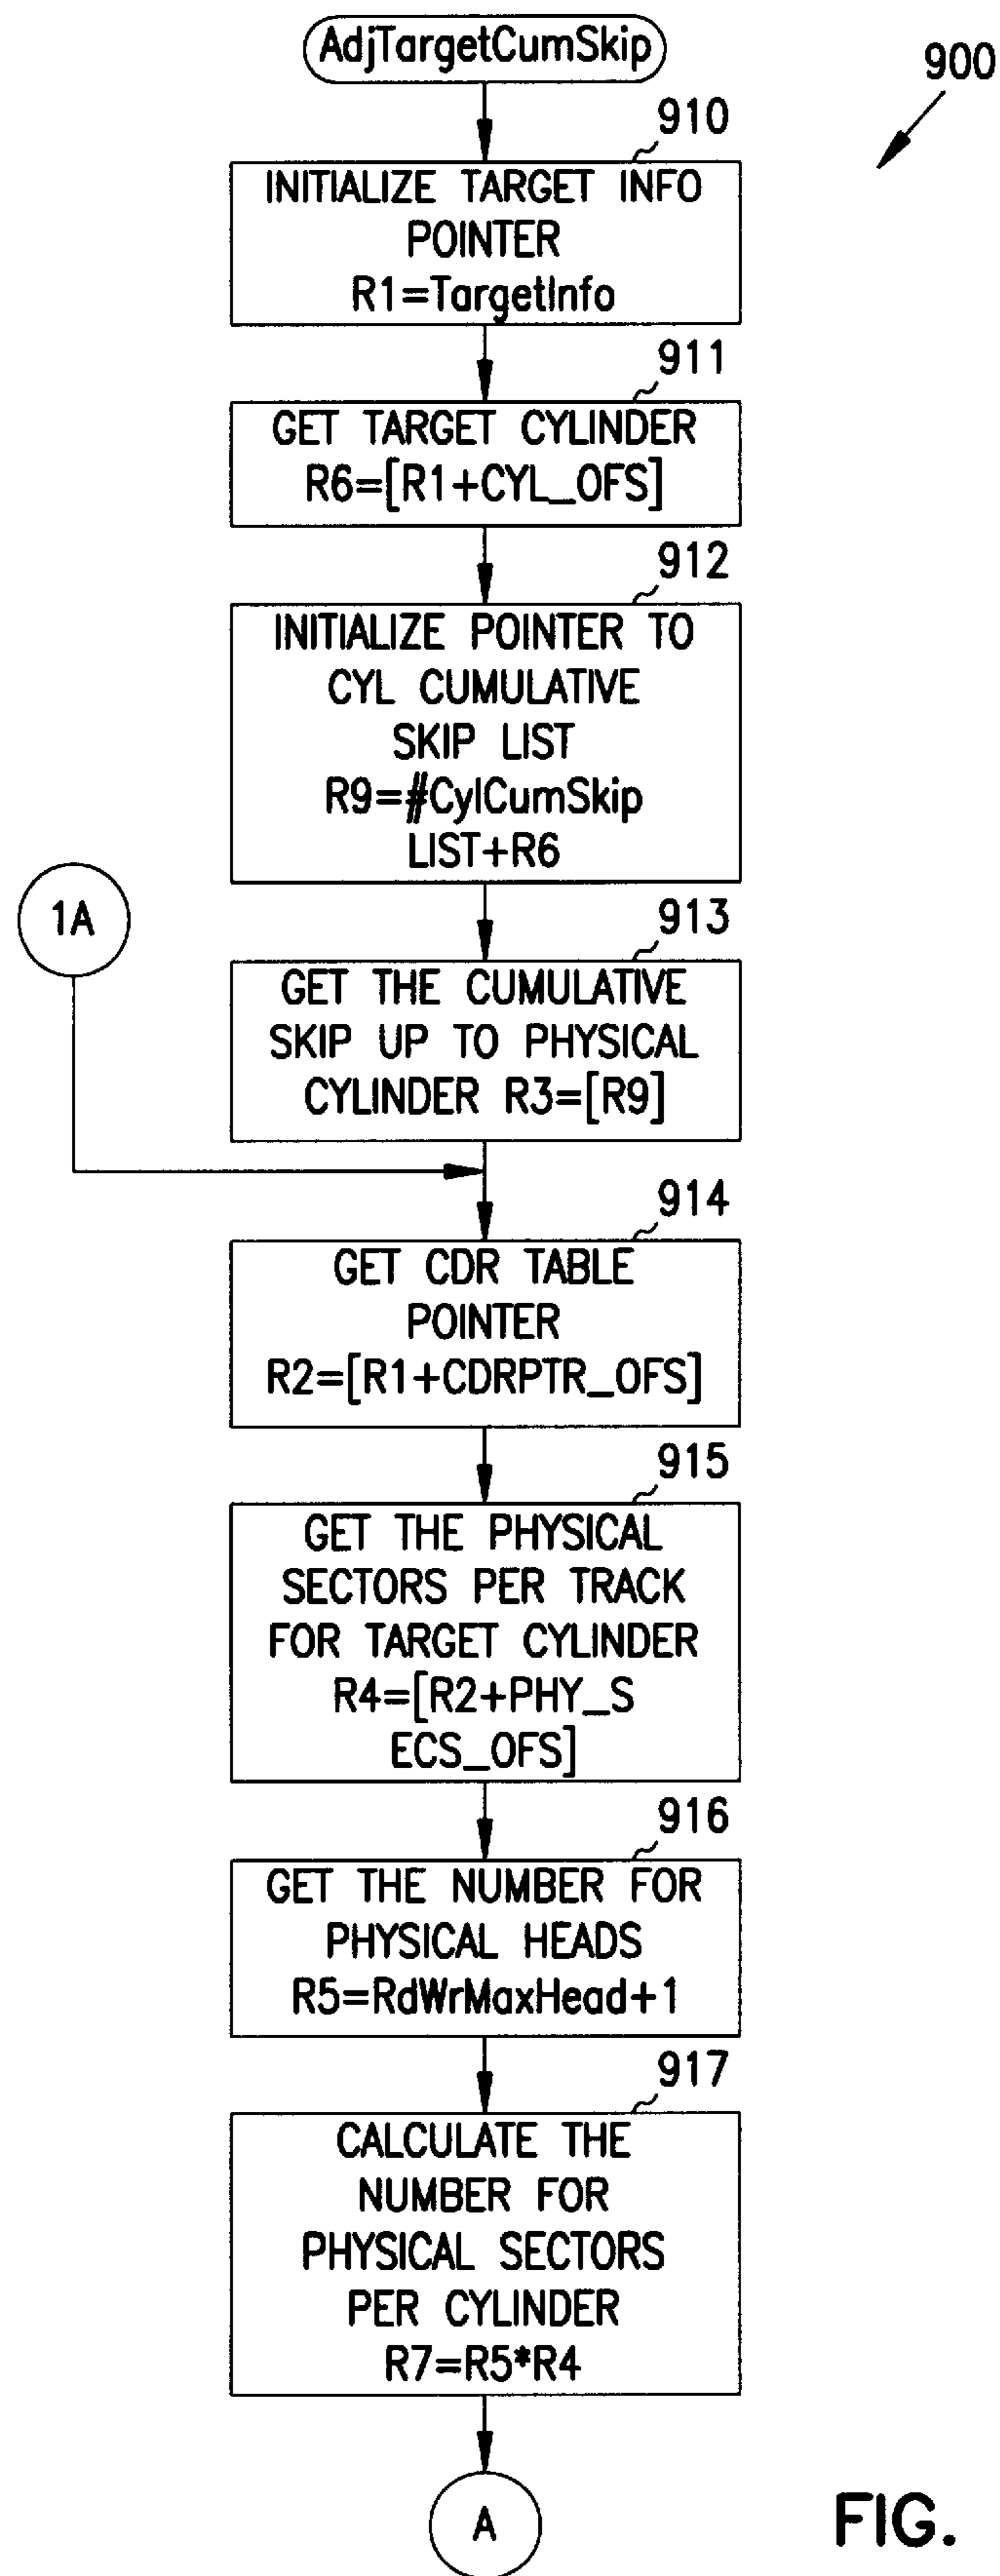 AdjTargetCumSkip
900
910
INITIALIZE TARGET INFO
POINTER
R1=TargetInfo
911
GET TARGET CYLINDER
R6=[R1+CYL_OFS]
912
INITIALIZE POINTER TO
CYL CUMULATIVE
SKIP LIST
R9=#CylCumSkip
LIST+R6
1A
913
GET THE CUMULATIVE
SKIP UP TO PHYSICAL
CYLINDER R3=[R9]
914
GET CDR TABLE
POINTER
R2=[R1+CDRPTR_OFS]
915
GET THE PHYSICAL
SECTORS PER TRACK
FOR TARGET CYLINDER
R4=[R2+PHY_S
ECS_OFS]
916
GET THE NUMBER FOR
PHYSICAL HEADS
R5=RdWrMaxHead+1
917
CALCULATE THE
NUMBER FOR
PHYSICAL SECTORS
PER CYLINDER
R7=R5*R4
A
FIG.